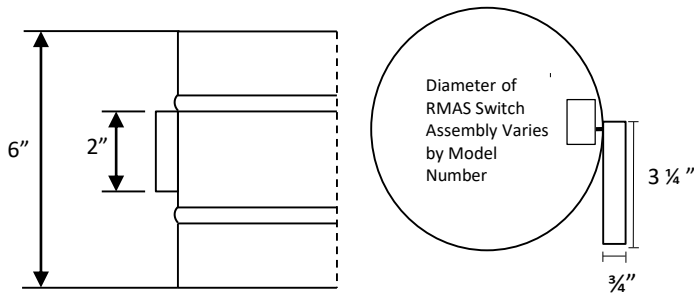 6”
2”
Diameter of
RMAS Switch
Assembly Varies
by Model
Number
3 ¼ ”
¾”